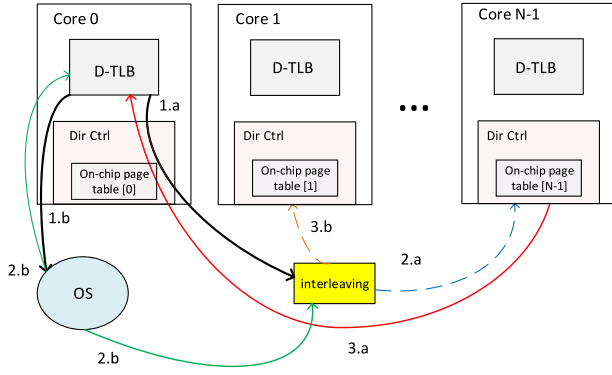 Core 0
Core 1
Core N-1
D-TLB
D-TLB
D-TLB
1.a
...
Dir Ctrl
Dir Ctrl
Dir Ctrl
On-chip page
table [0]
On-chip page
table [1]
On-chip page
table [N-1]
1.b
3.b
2.a
2.b
OS
interleaving
2.b
3.a